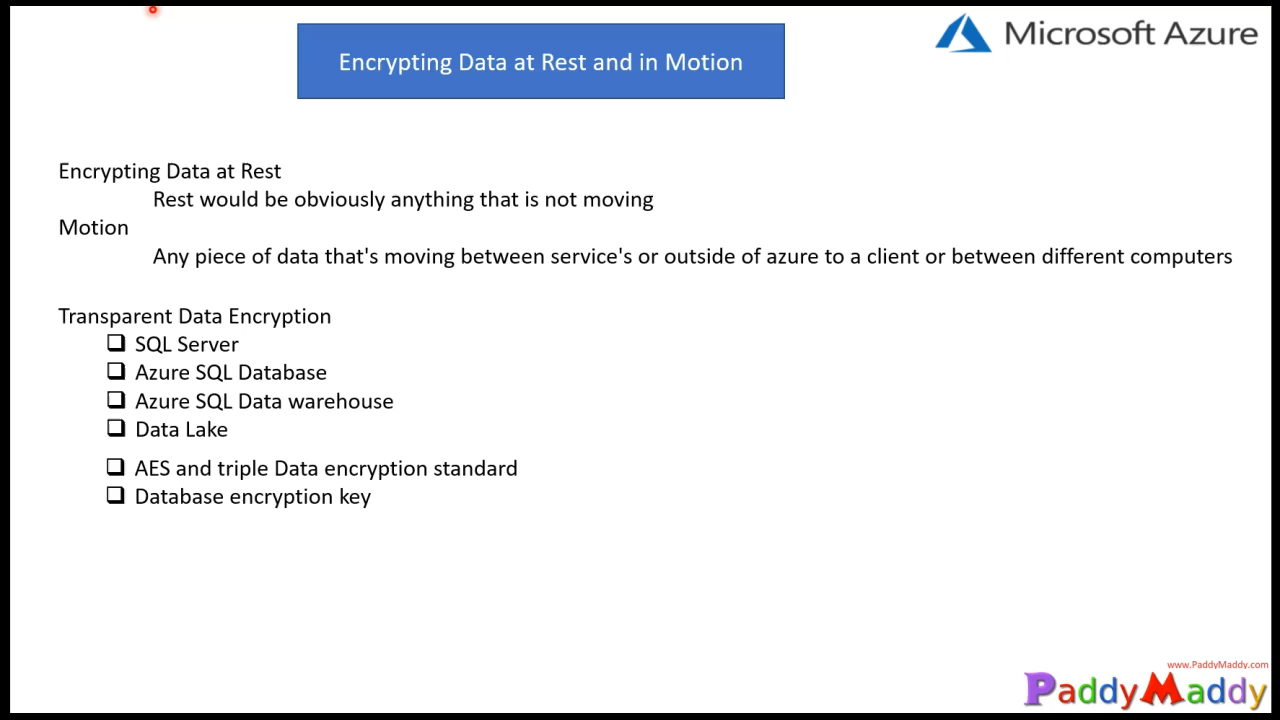 Microsoft Azure
Encrypting Data at Rest and in Motion
Encrypting Data at Rest
Rest would be obviously anything that is not moving
Motion
Any piece of data that's moving between service's or outside of azure to a client or between different computers
Transparent Data Encryption
SQL Server
Azure SQL Database
Azure SQL Data warehouse
Data Lake
AES and triple Data encryption standard
Database encryption key
www.PaddyMaddy.com
PaddyMaddy